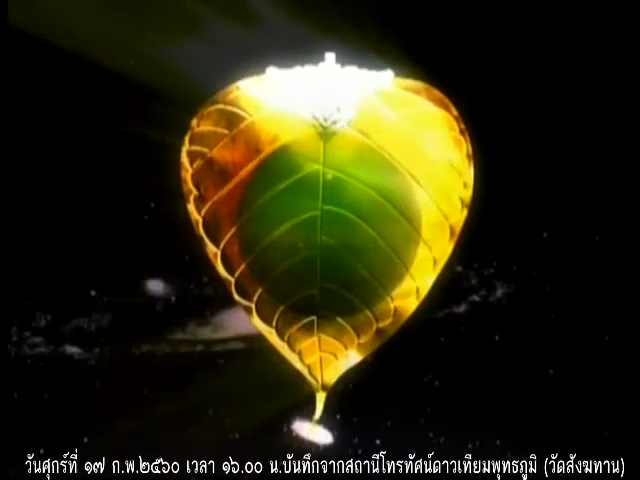 วันศุกร์ที่ ๑๗ ก.พ.๒๕๖๐ เวลา ๑๖.๐๐ น.บันทึกจากสถานีโทรทัศน์ดาวเทียมพุทธภูมิ (วัดสังฆทาน)